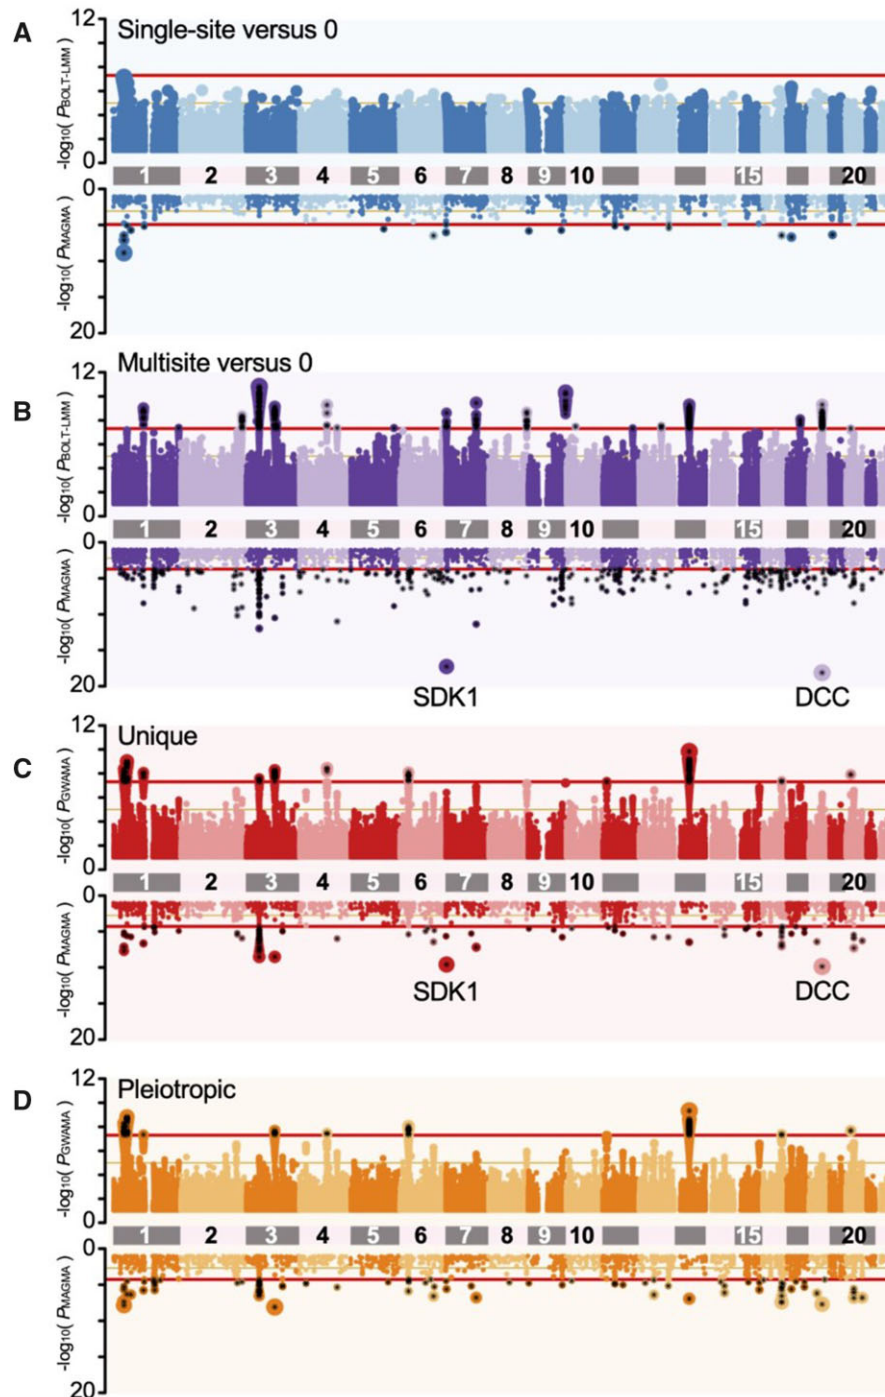 A
Single-site versus 0
12
0
-log10( PBOLT-LMM )
1 2 3 4 5 6 7 8 9 10 15 20
0
20
-log10( PMAGMA )
B
Multisite versus 0
12
0
-log10( PBOLT-LMM )
1 2 3 4 5 6 7 8 9 10 15 20
0
20
-log10( PMAGMA )
SDK1 DCC
C
Unique
12
0
-log10( PGWAMA )
1 2 3 4 5 6 7 8 9 10 15 20
0
20
-log10( PMAGMA )
SDK1 DCC
D
Pleiotropic
12
0
-log10( PGWAMA )
1 2 3 4 5 6 7 8 9 10 15 20
0
20
-log10( PMAGMA )